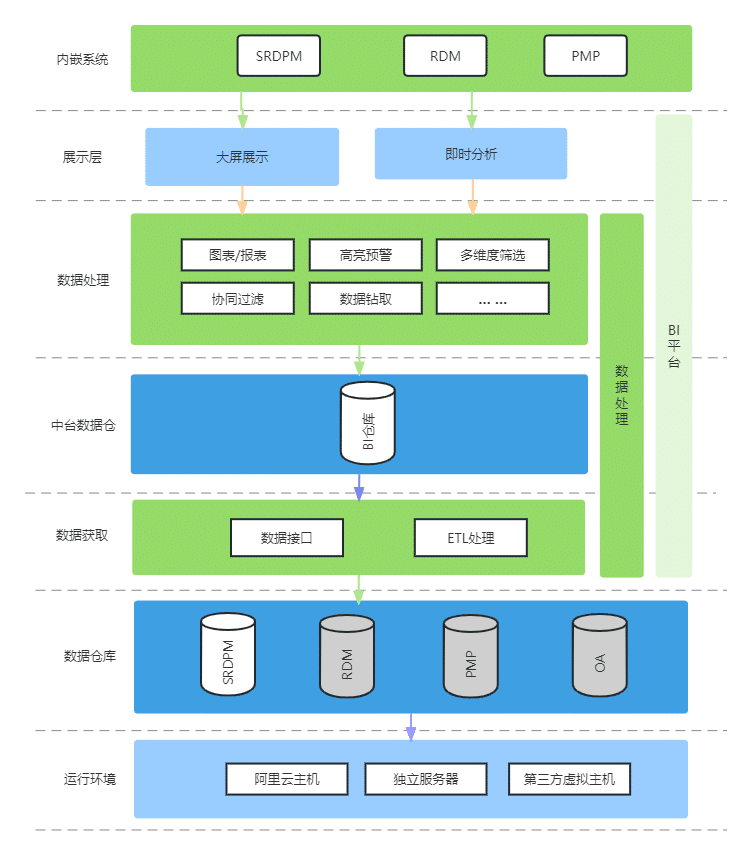 内嵌系统
SRDPM
RDM
PMP
展示层
大屏展示
即时分析
数据处理
图表/报表
高亮预警
多维度筛选
协同过滤
数据钻取
... ...
数据处理
BI平台
中台数据仓
BI仓库
数据获取
数据接口
ETL处理
数据仓库
SRDPM
RDM
PMP
OA
运行环境
阿里云主机
独立服务器
第三方虚拟主机